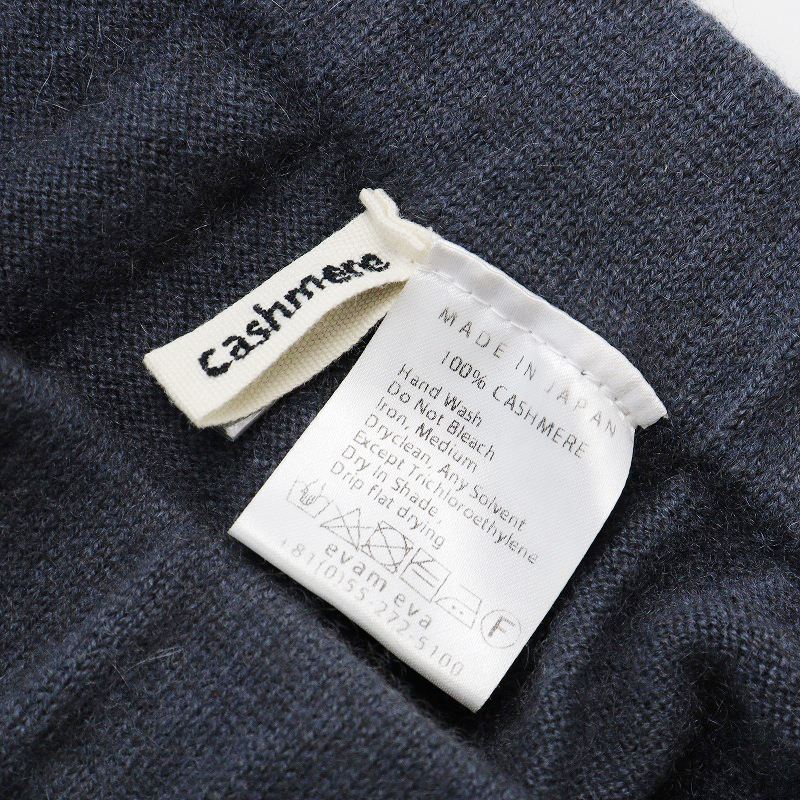 cashmere
MADE IN JAPAN
100% CASHMERE
Hand Wash
Do Not Bleach
Iron, Medium
Dryclean, Any Solvent
Except Trichloroethylene
Dry in Shade,
Drip flat drying
F
evam eva
+81(0)55-272-5100